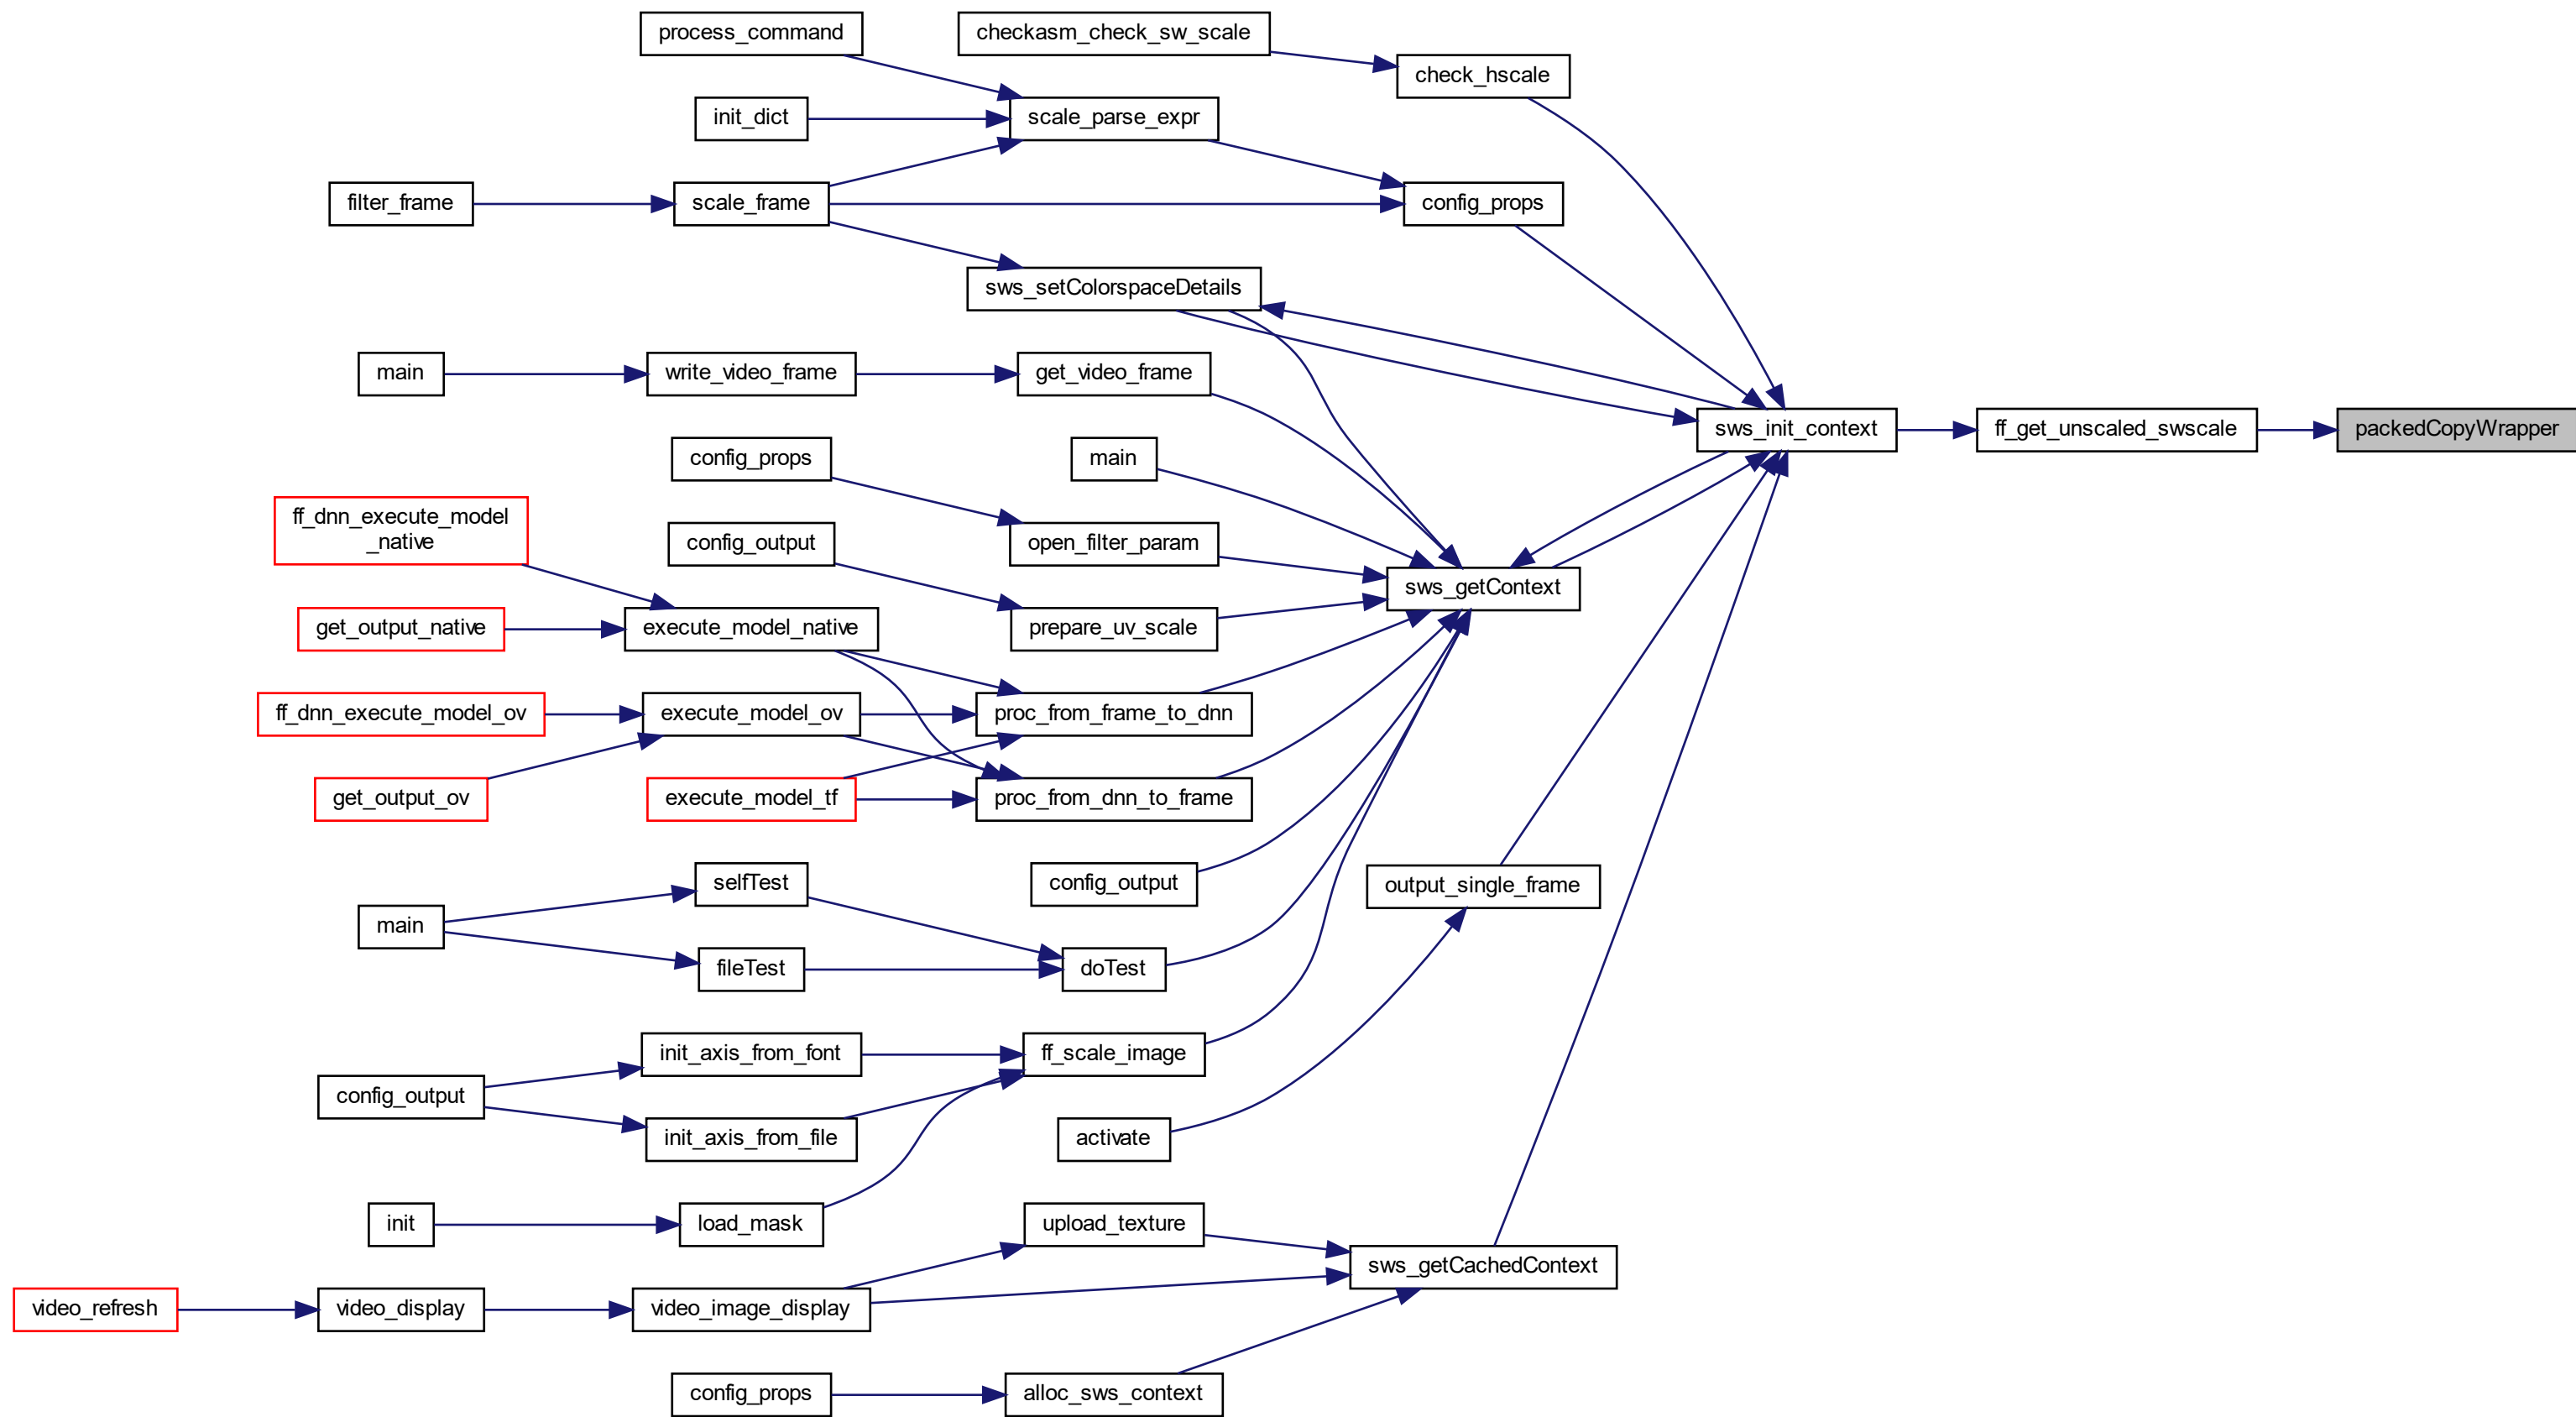 process_command
checkasm_check_sw_scale
check_hscale
init_dict
scale_parse_expr
filter_frame
scale_frame
config_props
sws_setColorspaceDetails
main
write_video_frame
get_video_frame
sws_init_context
ff_get_unscaled_swscale
packedCopyWrapper
config_props
main
ff_dnn_execute_model
_native
config_output
open_filter_param
sws_getContext
get_output_native
execute_model_native
prepare_uv_scale
ff_dnn_execute_model_ov
execute_model_ov
proc_from_frame_to_dnn
get_output_ov
execute_model_tf
proc_from_dnn_to_frame
selfTest
config_output
output_single_frame
main
fileTest
doTest
init_axis_from_font
ff_scale_image
config_output
init_axis_from_file
activate
init
load_mask
upload_texture
sws_getCachedContext
video_refresh
video_display
video_image_display
config_props
alloc_sws_context